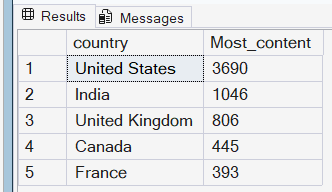 Results Messages
country Most_content
1 United States 3690
2 India 1046
3 United Kingdom 806
4 Canada 445
5 France 393